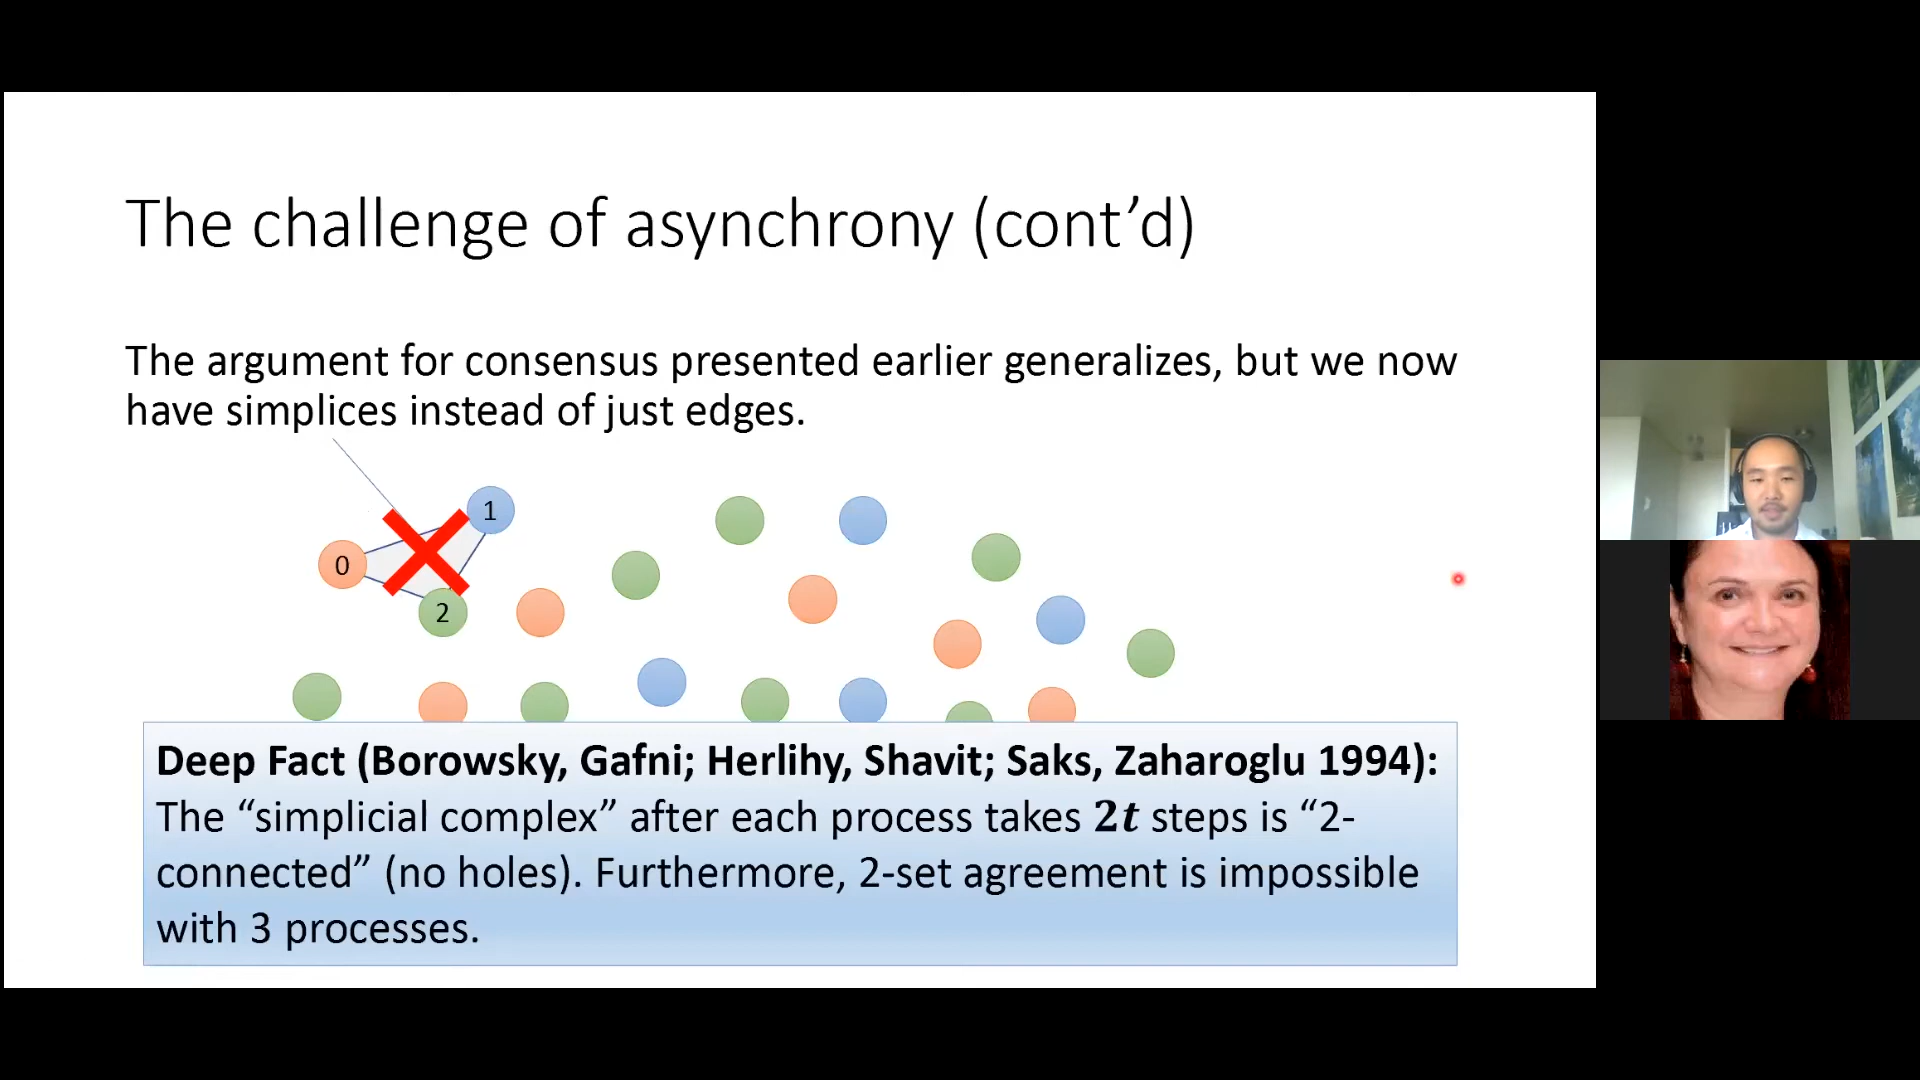 The challenge of asynchrony (cont’d)
The argument for consensus presented earlier generalizes, but we now
have simplices instead of just edges.
1
0
2
Deep Fact (Borowsky, Gafni; Herlihy, Shavit; Saks, Zaharoglu 1994):
The “simplicial complex” after each process takes 2t steps is “2-
connected” (no holes). Furthermore, 2-set agreement is impossible
with 3 processes.